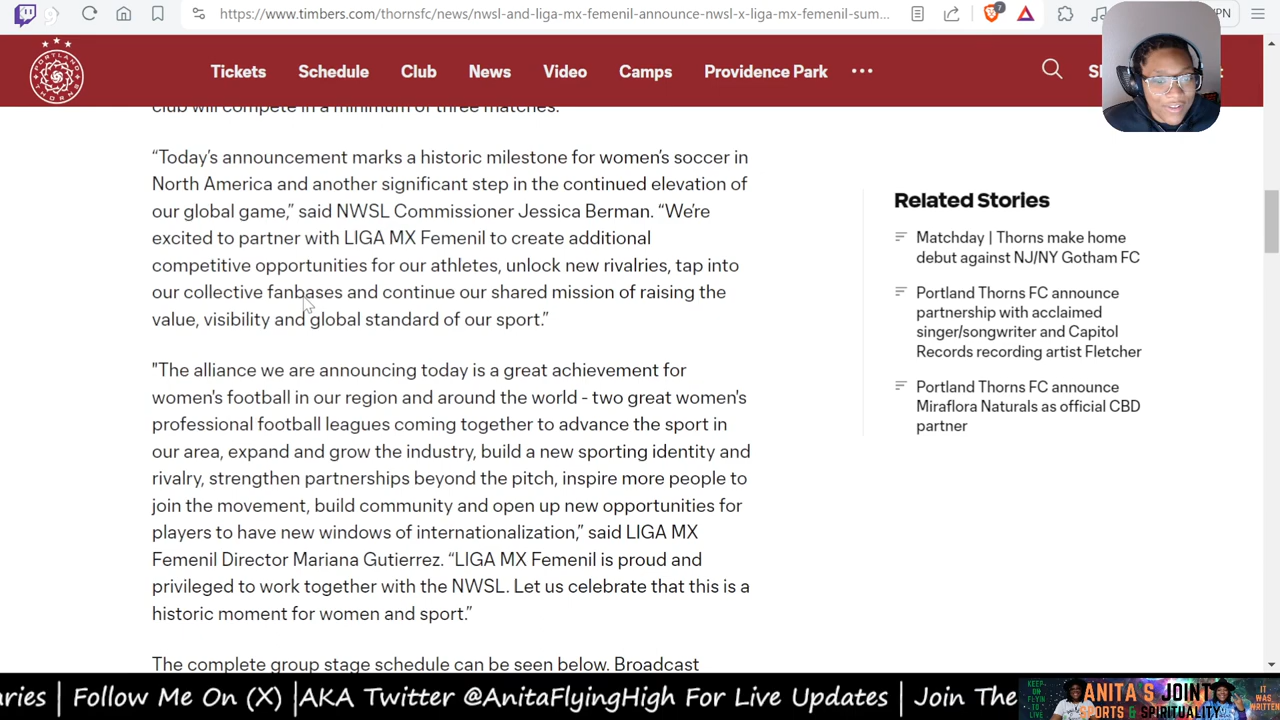 https://www.timbers.com/thornsfc/news/nwsl-and-liga-mx-femenil-announce-nwsl-x-liga-mx-femenil-sum...
7
PN
PORTLAND
THORNS
Tickets
Schedule
Club
News
Video
Camps
Providence Park
club will compete in a minimum of three matches.
“Today’s announcement marks a historic milestone for women’s soccer in
North America and another significant step in the continued elevation of
our global game,” said NWSL Commissioner Jessica Berman. “We’re
excited to partner with LIGA MX Femenil to create additional
competitive opportunities for our athletes, unlock new rivalries, tap into
our collective fanbases and continue our shared mission of raising the
value, visibility and global standard of our sport.”
"The alliance we are announcing today is a great achievement for
women's football in our region and around the world - two great women's
professional football leagues coming together to advance the sport in
our area, expand and grow the industry, build a new sporting identity and
rivalry, strengthen partnerships beyond the pitch, inspire more people to
join the movement, build community and open up new opportunities for
players to have new windows of internationalization,” said LIGA MX
Femenil Director Mariana Gutierrez. “LIGA MX Femenil is proud and
privileged to work together with the NWSL. Let us celebrate that this is a
historic moment for women and sport.”
The complete group stage schedule can be seen below. Broadcast
Related Stories
Matchday | Thorns make home
debut against NJ/NY Gotham FC
Portland Thorns FC announce
partnership with acclaimed
singer/songwriter and Capitol
Records recording artist Fletcher
Portland Thorns FC announce
Miraflora Naturals as official CBD
partner
aries | Follow Me On (X) |AKA Twitter @AnitaFlyingHigh For Live Updates | Join The
KEEP ON FLYIN TO LIVE
ANITA S JOINT
SPORTS & SPIRITUALITY
IT WAS WRITTEN